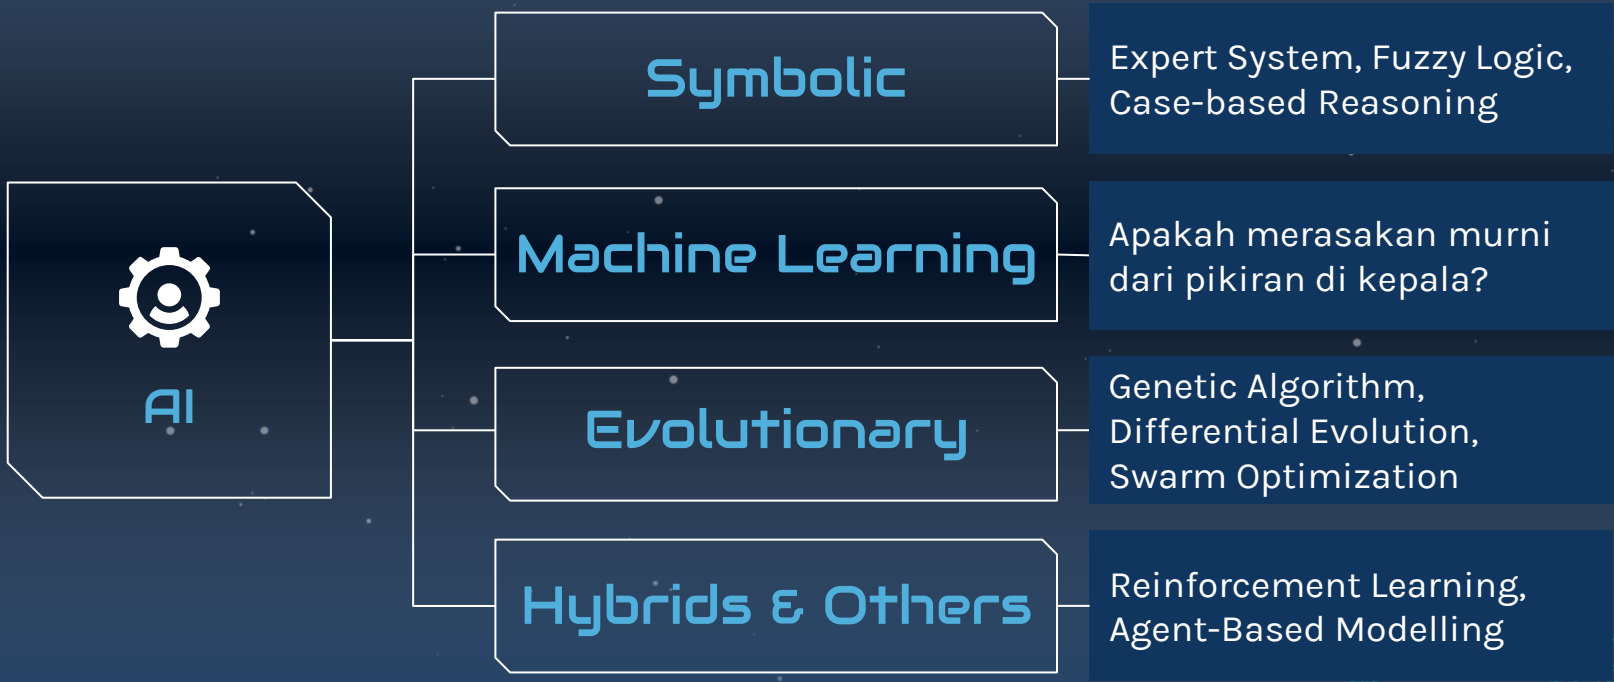 AI
Symbolic
Expert System, Fuzzy Logic,
Case-based Reasoning
Machine Learning
Apakah merasakan murni
dari pikiran di kepala?
Evolutionary
Genetic Algorithm,
Differential Evolution,
Swarm Optimization
Hybrids & Others
Reinforcement Learning,
Agent-Based Modelling